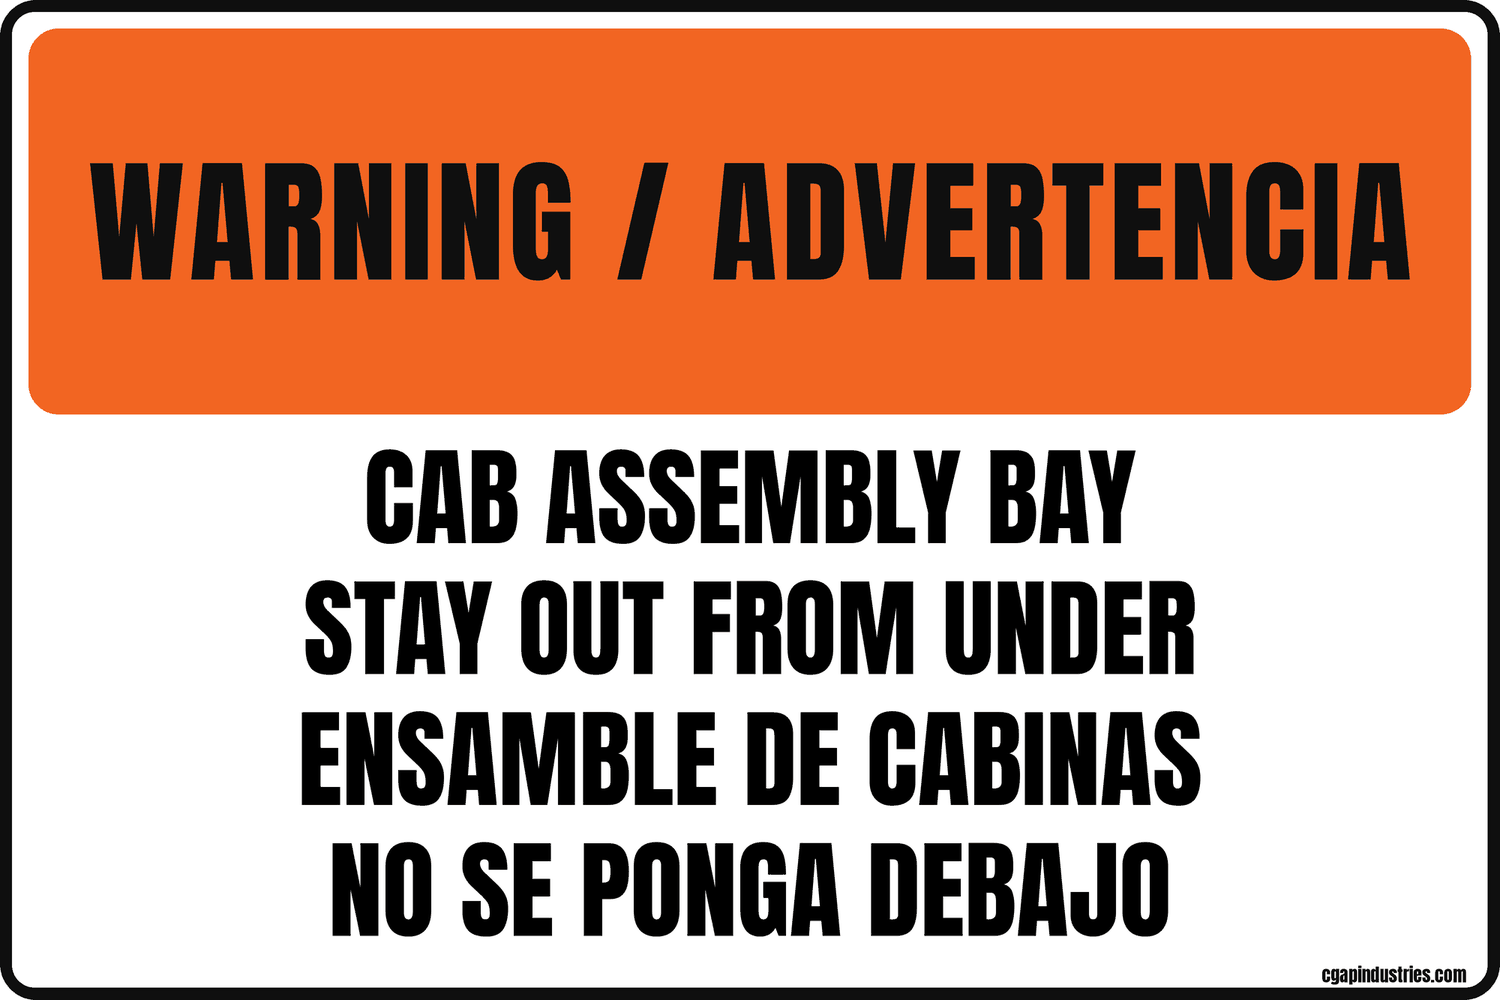 WARNING / ADVERTENCIA
CAB ASSEMBLY BAY
STAY OUT FROM UNDER
ENSAMBLE DE CABINAS
NO SE PONGA DEBAJO
cgapindustries.com